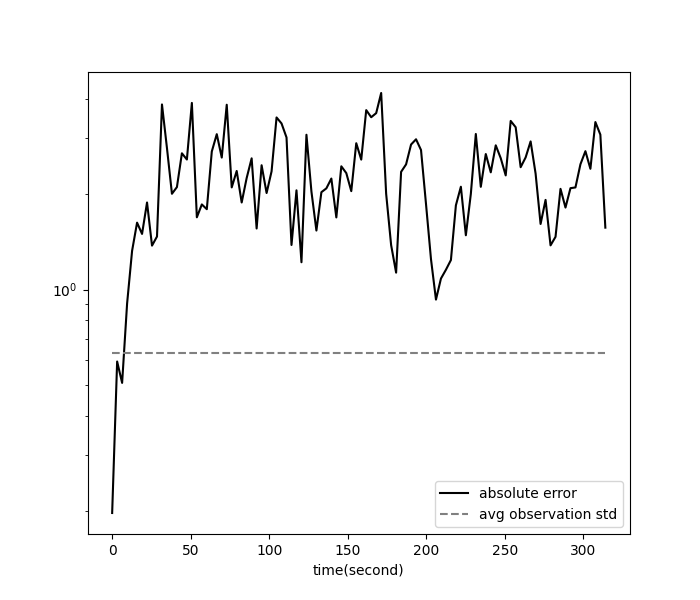 10⁰
0 50 100 150 200 250 300
time(second)
absolute error
avg observation std